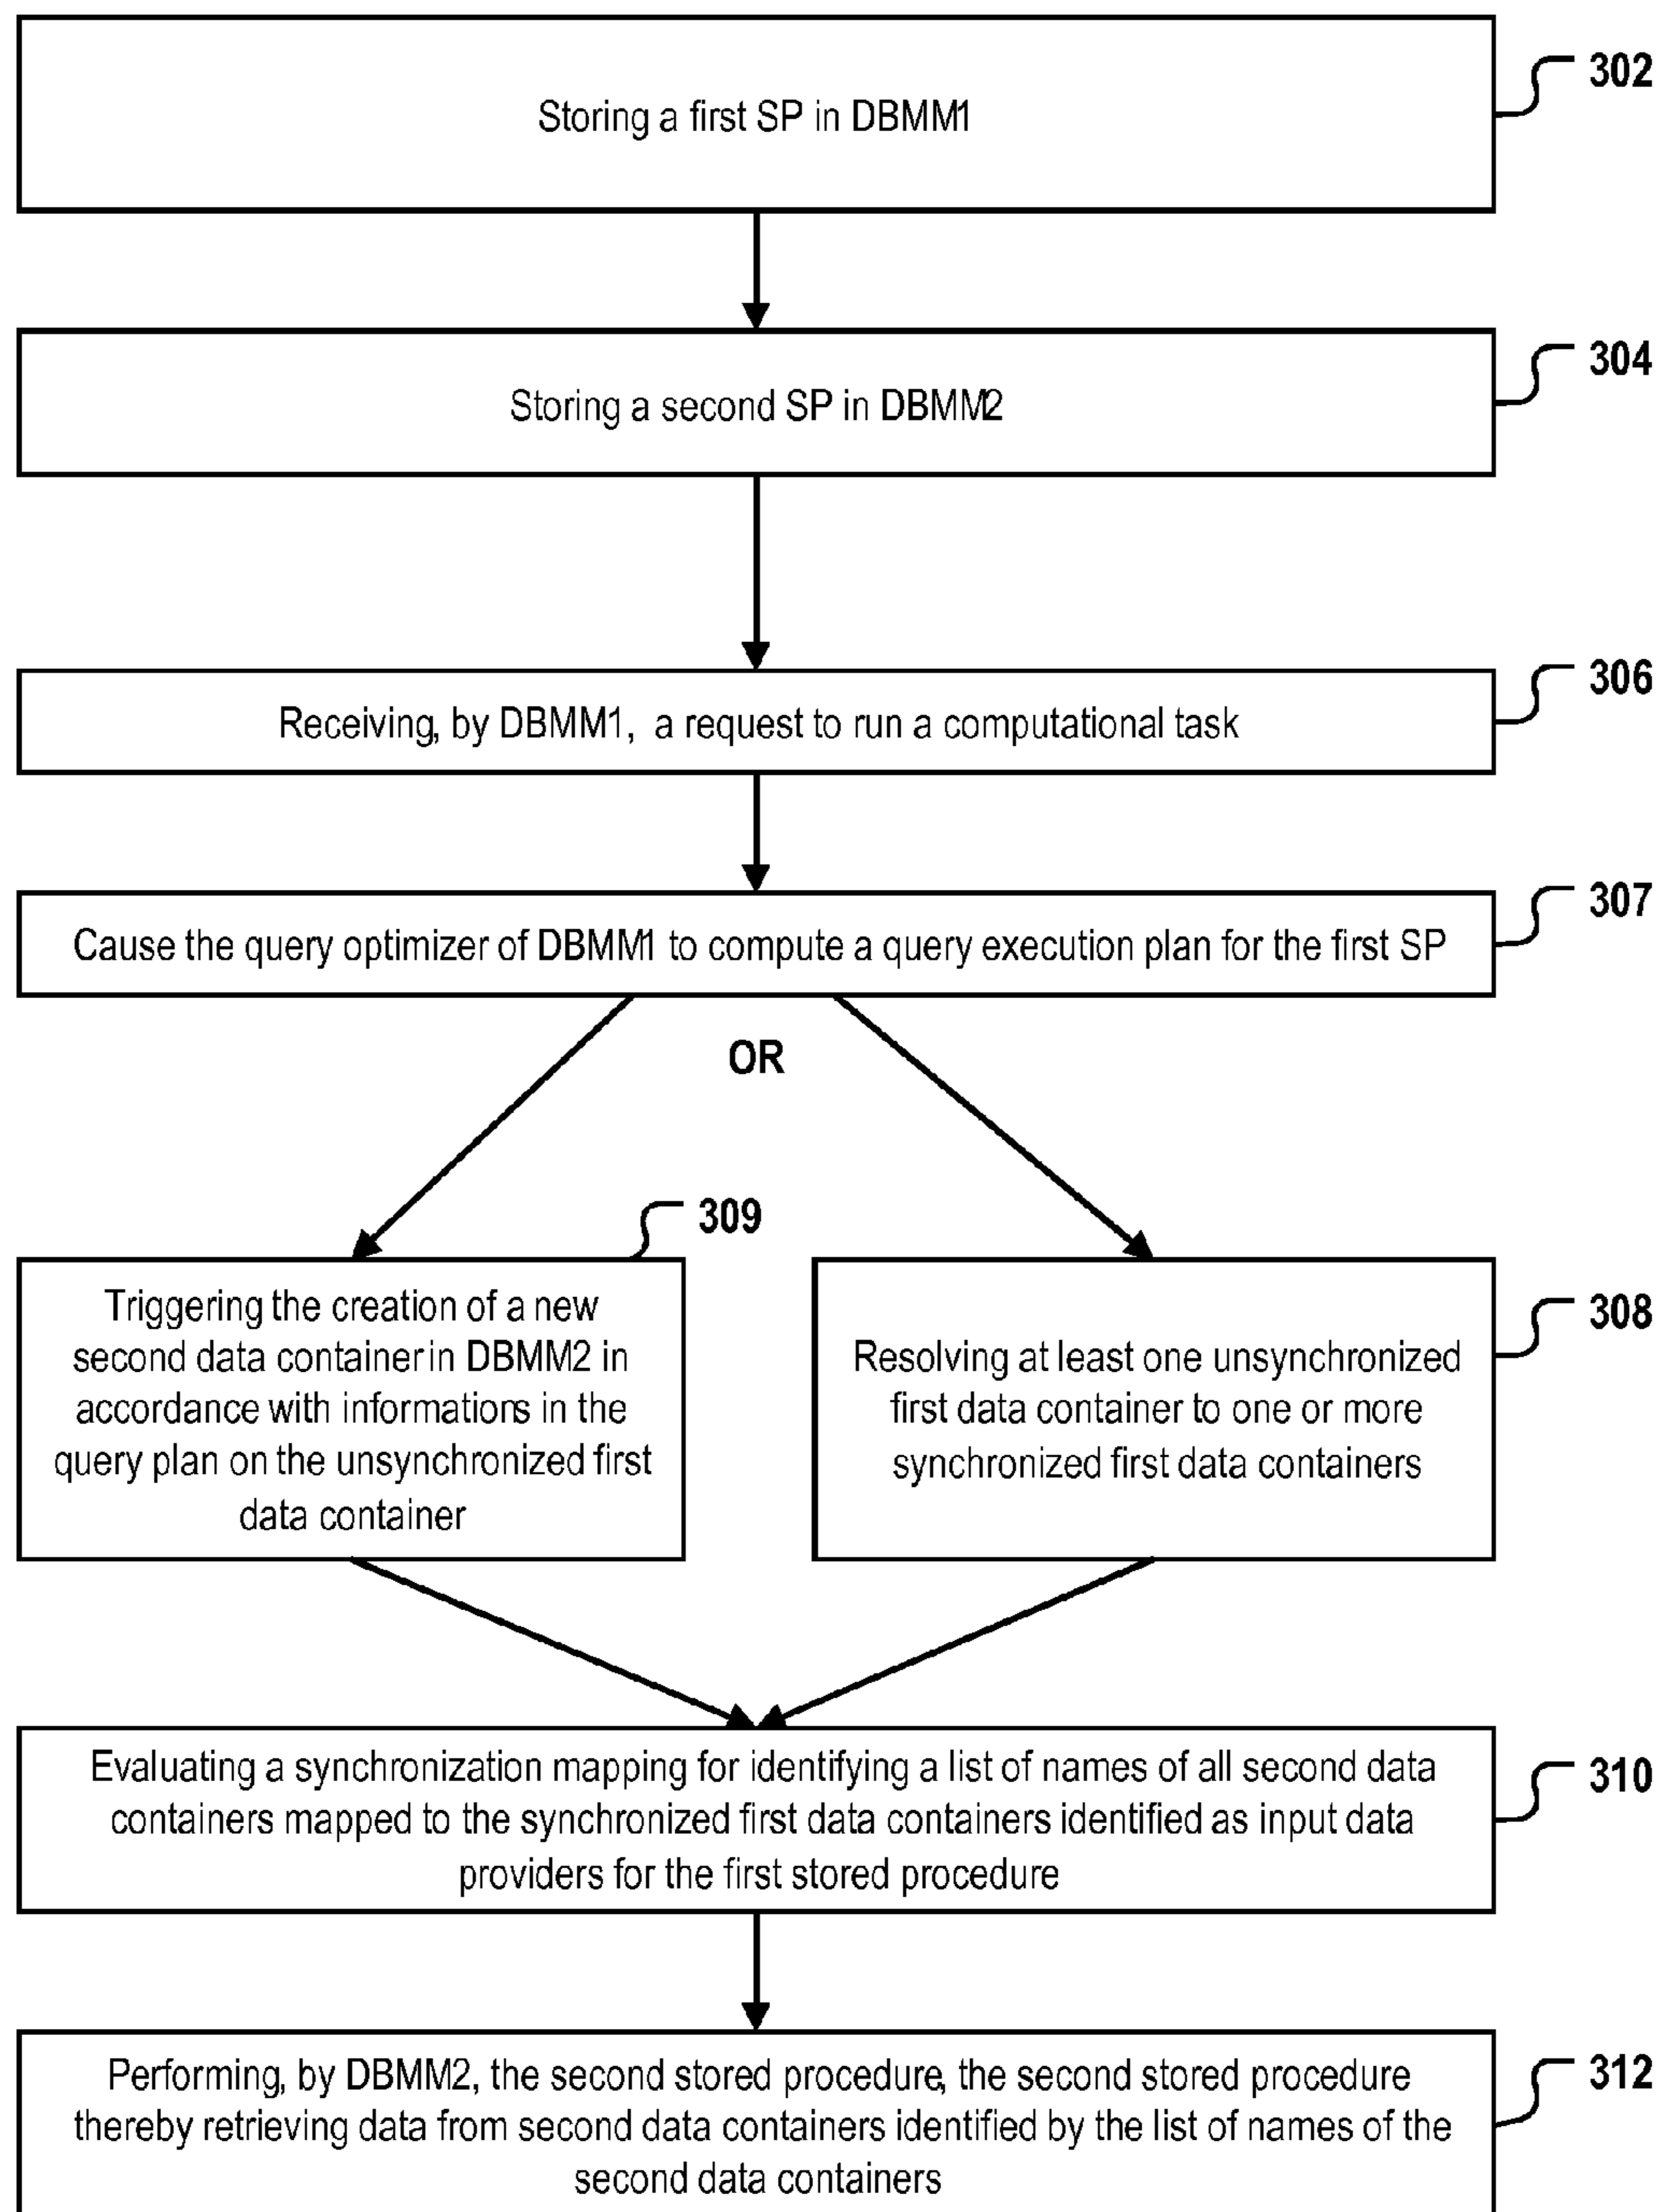 302
Storing a first SP in DBMM1
304
Storing a second SP in DBMM2
306
Receiving, by DBMM1, a request to run a computational task
307
Cause the query optimizer of DBMM1 to compute a query execution plan for the first SP
OR
309
Triggering the creation of a new
second data container in DBMM2 in
accordance with informations in the
query plan on the unsynchronized first
data container
308
Resolving at least one unsynchronized
first data container to one or more
synchronized first data containers
310
Evaluating a synchronization mapping for identifying a list of names of all second data
containers mapped to the synchronized first data containers identified as input data
providers for the first stored procedure
312
Performing, by DBMM2, the second stored procedure, the second stored procedure
thereby retrieving data from second data containers identified by the list of names of the
second data containers